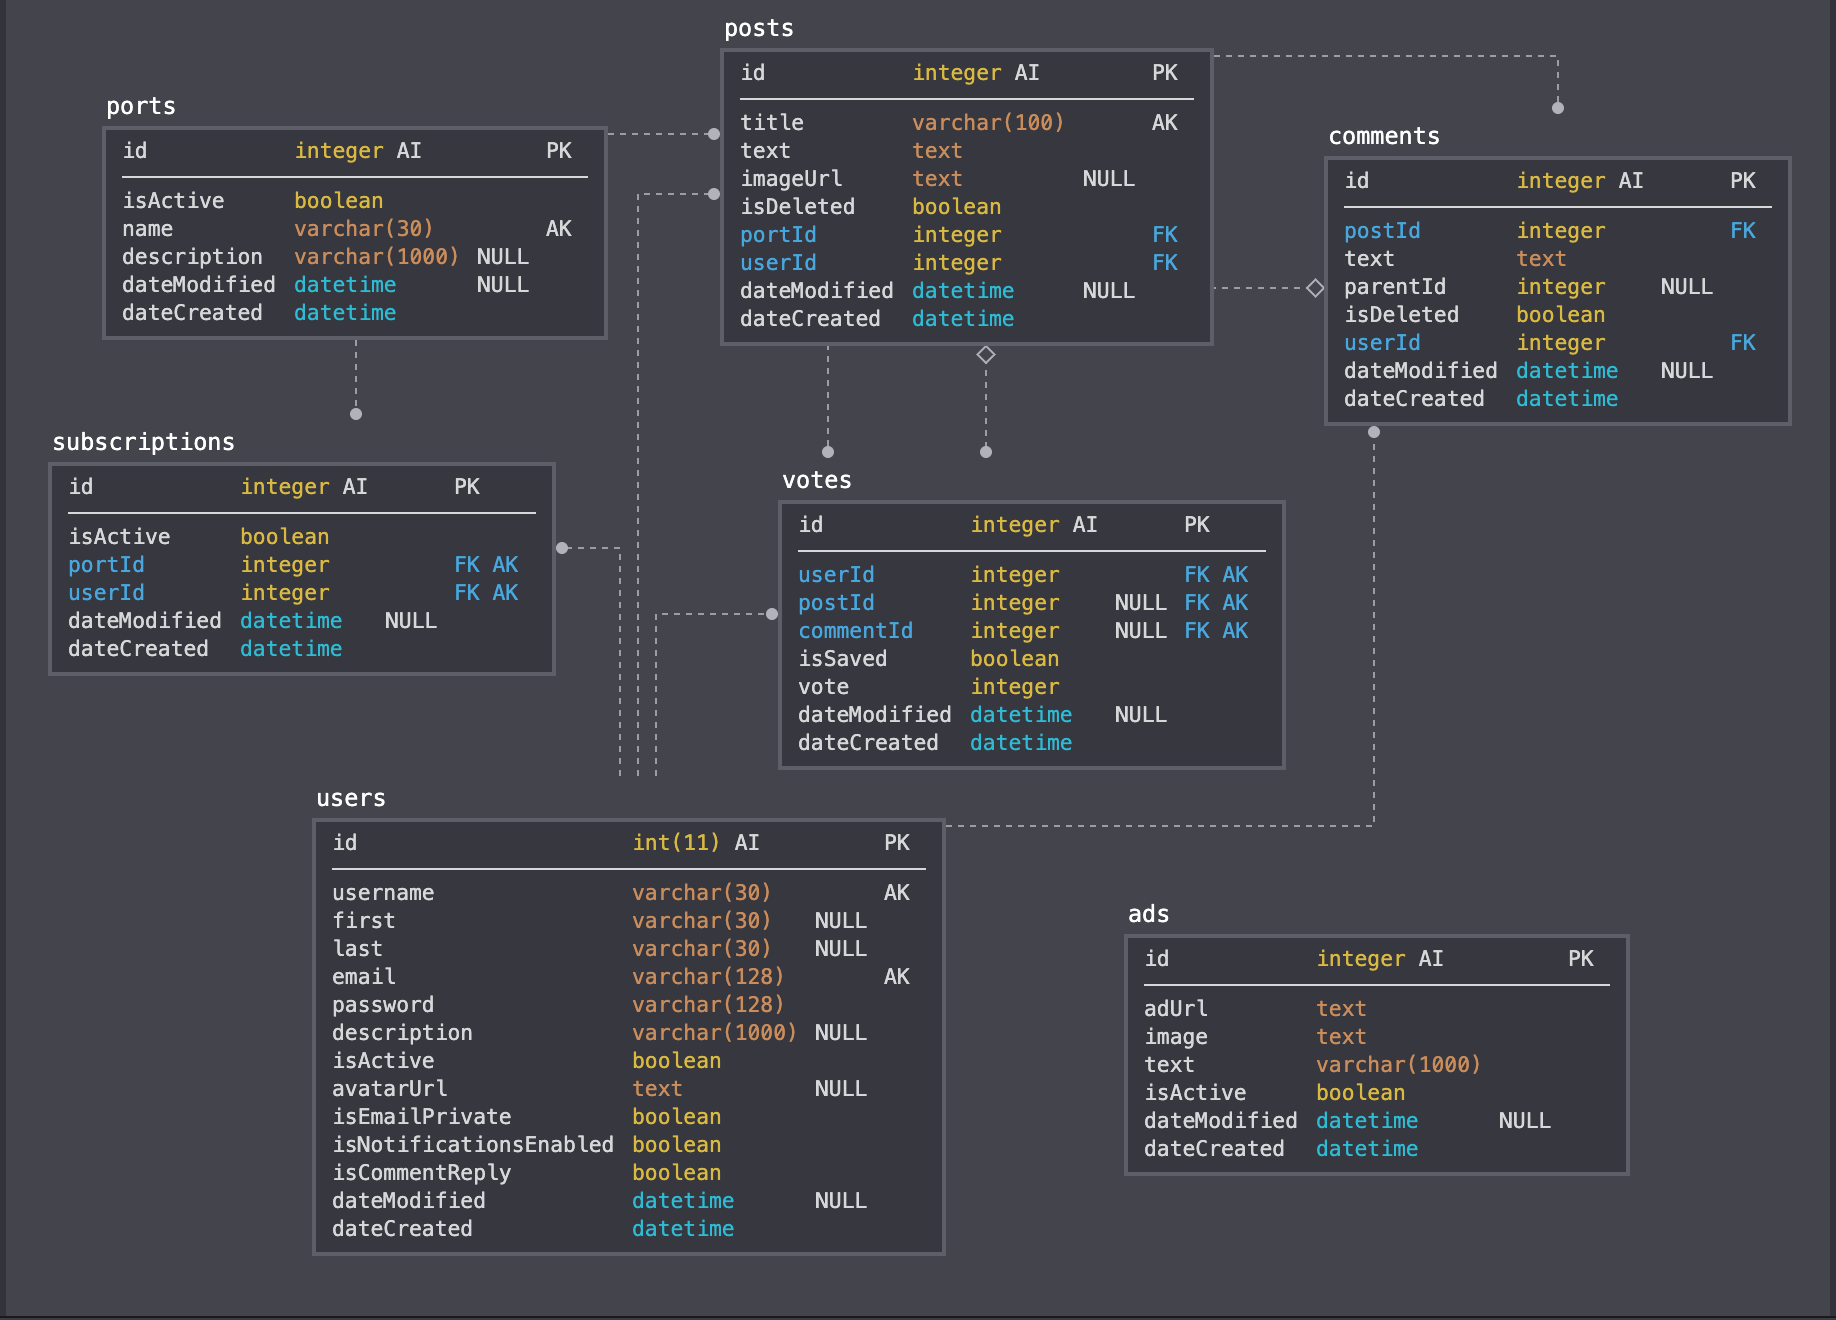 posts
id integer AI PK
title varchar(100) AK
text text
imageUrl text NULL
isDeleted boolean
portId integer FK
userId integer FK
dateModified datetime NULL
dateCreated datetime
ports
id integer AI PK
isActive boolean
name varchar(30) AK
description varchar(1000) NULL
dateModified datetime NULL
dateCreated datetime
comments
id integer AI PK
postId integer FK
text text
parentId integer NULL
isDeleted boolean
userId integer FK
dateModified datetime NULL
dateCreated datetime
subscriptions
id integer AI PK
isActive boolean
portId integer FK AK
userId integer FK AK
dateModified datetime NULL
dateCreated datetime
votes
id integer AI PK
userId integer FK AK
postId integer NULL FK AK
commentId integer NULL FK AK
isSaved boolean
vote integer
dateModified datetime NULL
dateCreated datetime
users
id int(11) AI PK
username varchar(30) AK
first varchar(30) NULL
last varchar(30) NULL
email varchar(128) AK
password varchar(128)
description varchar(1000) NULL
isActive boolean
avatarUrl text NULL
isEmailPrivate boolean
isNotificationsEnabled boolean
isCommentReply boolean
dateModified datetime NULL
dateCreated datetime
ads
id integer AI PK
adUrl text
image text
text varchar(1000)
isActive boolean
dateModified datetime NULL
dateCreated datetime